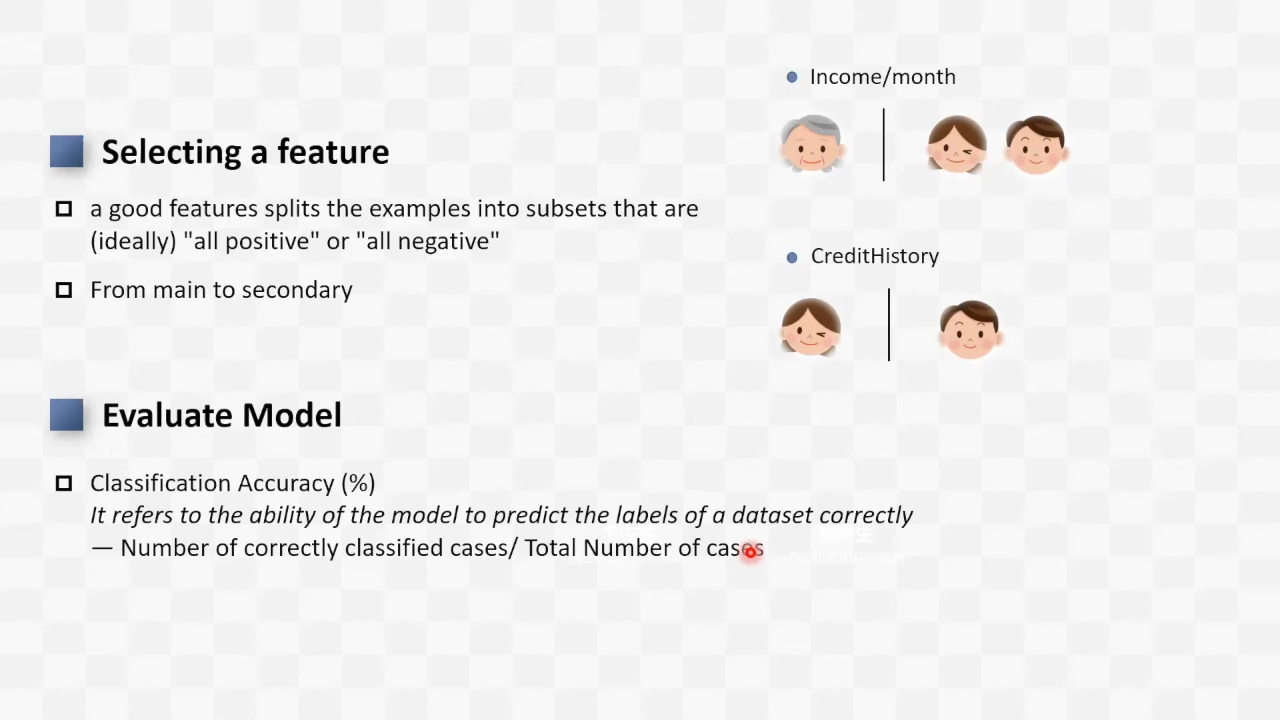 Income/month
Selecting a feature
a good features splits the examples into subsets that are
(ideally) "all positive" or "all negative"
CreditHistory
From main to secondary
Evaluate Model
Classification Accuracy (%)
It refers to the ability of the model to predict the labels of a dataset correctly
— Number of correctly classified cases/ Total Number of cases